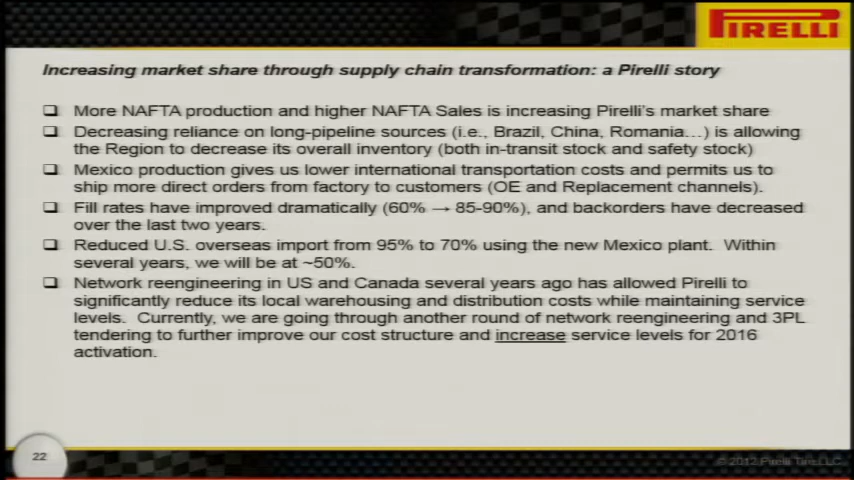 PIRELLI
Increasing market share through supply chain transformation: a Pirelli story
More NAFTA production and higher NAFTA Sales is increasing Pirelli's market share
Decreasing reliance on long-pipeline sources (i.e., Brazil, China, Romania…) is allowing
the Region to decrease its overall inventory (both in-transit stock and safety stock)
Mexico production gives us lower international transportation costs and permits us to
ship more direct orders from factory to customers (OE and Replacement channels).
Fill rates have improved dramatically (60% → 85-90%), and backorders have decreased
over the last two years.
Reduced U.S. overseas import from 95% to 70% using the new Mexico plant. Within
several years, we will be at ~50%.
Network reengineering in US and Canada several years ago has allowed Pirelli to
significantly reduce its local warehousing and distribution costs while maintaining service
levels. Currently, we are going through another round of network reengineering and 3PL
tendering to further improve our cost structure and increase service levels for 2016
activation.
22
© 2012 Pirelli Tire LLC